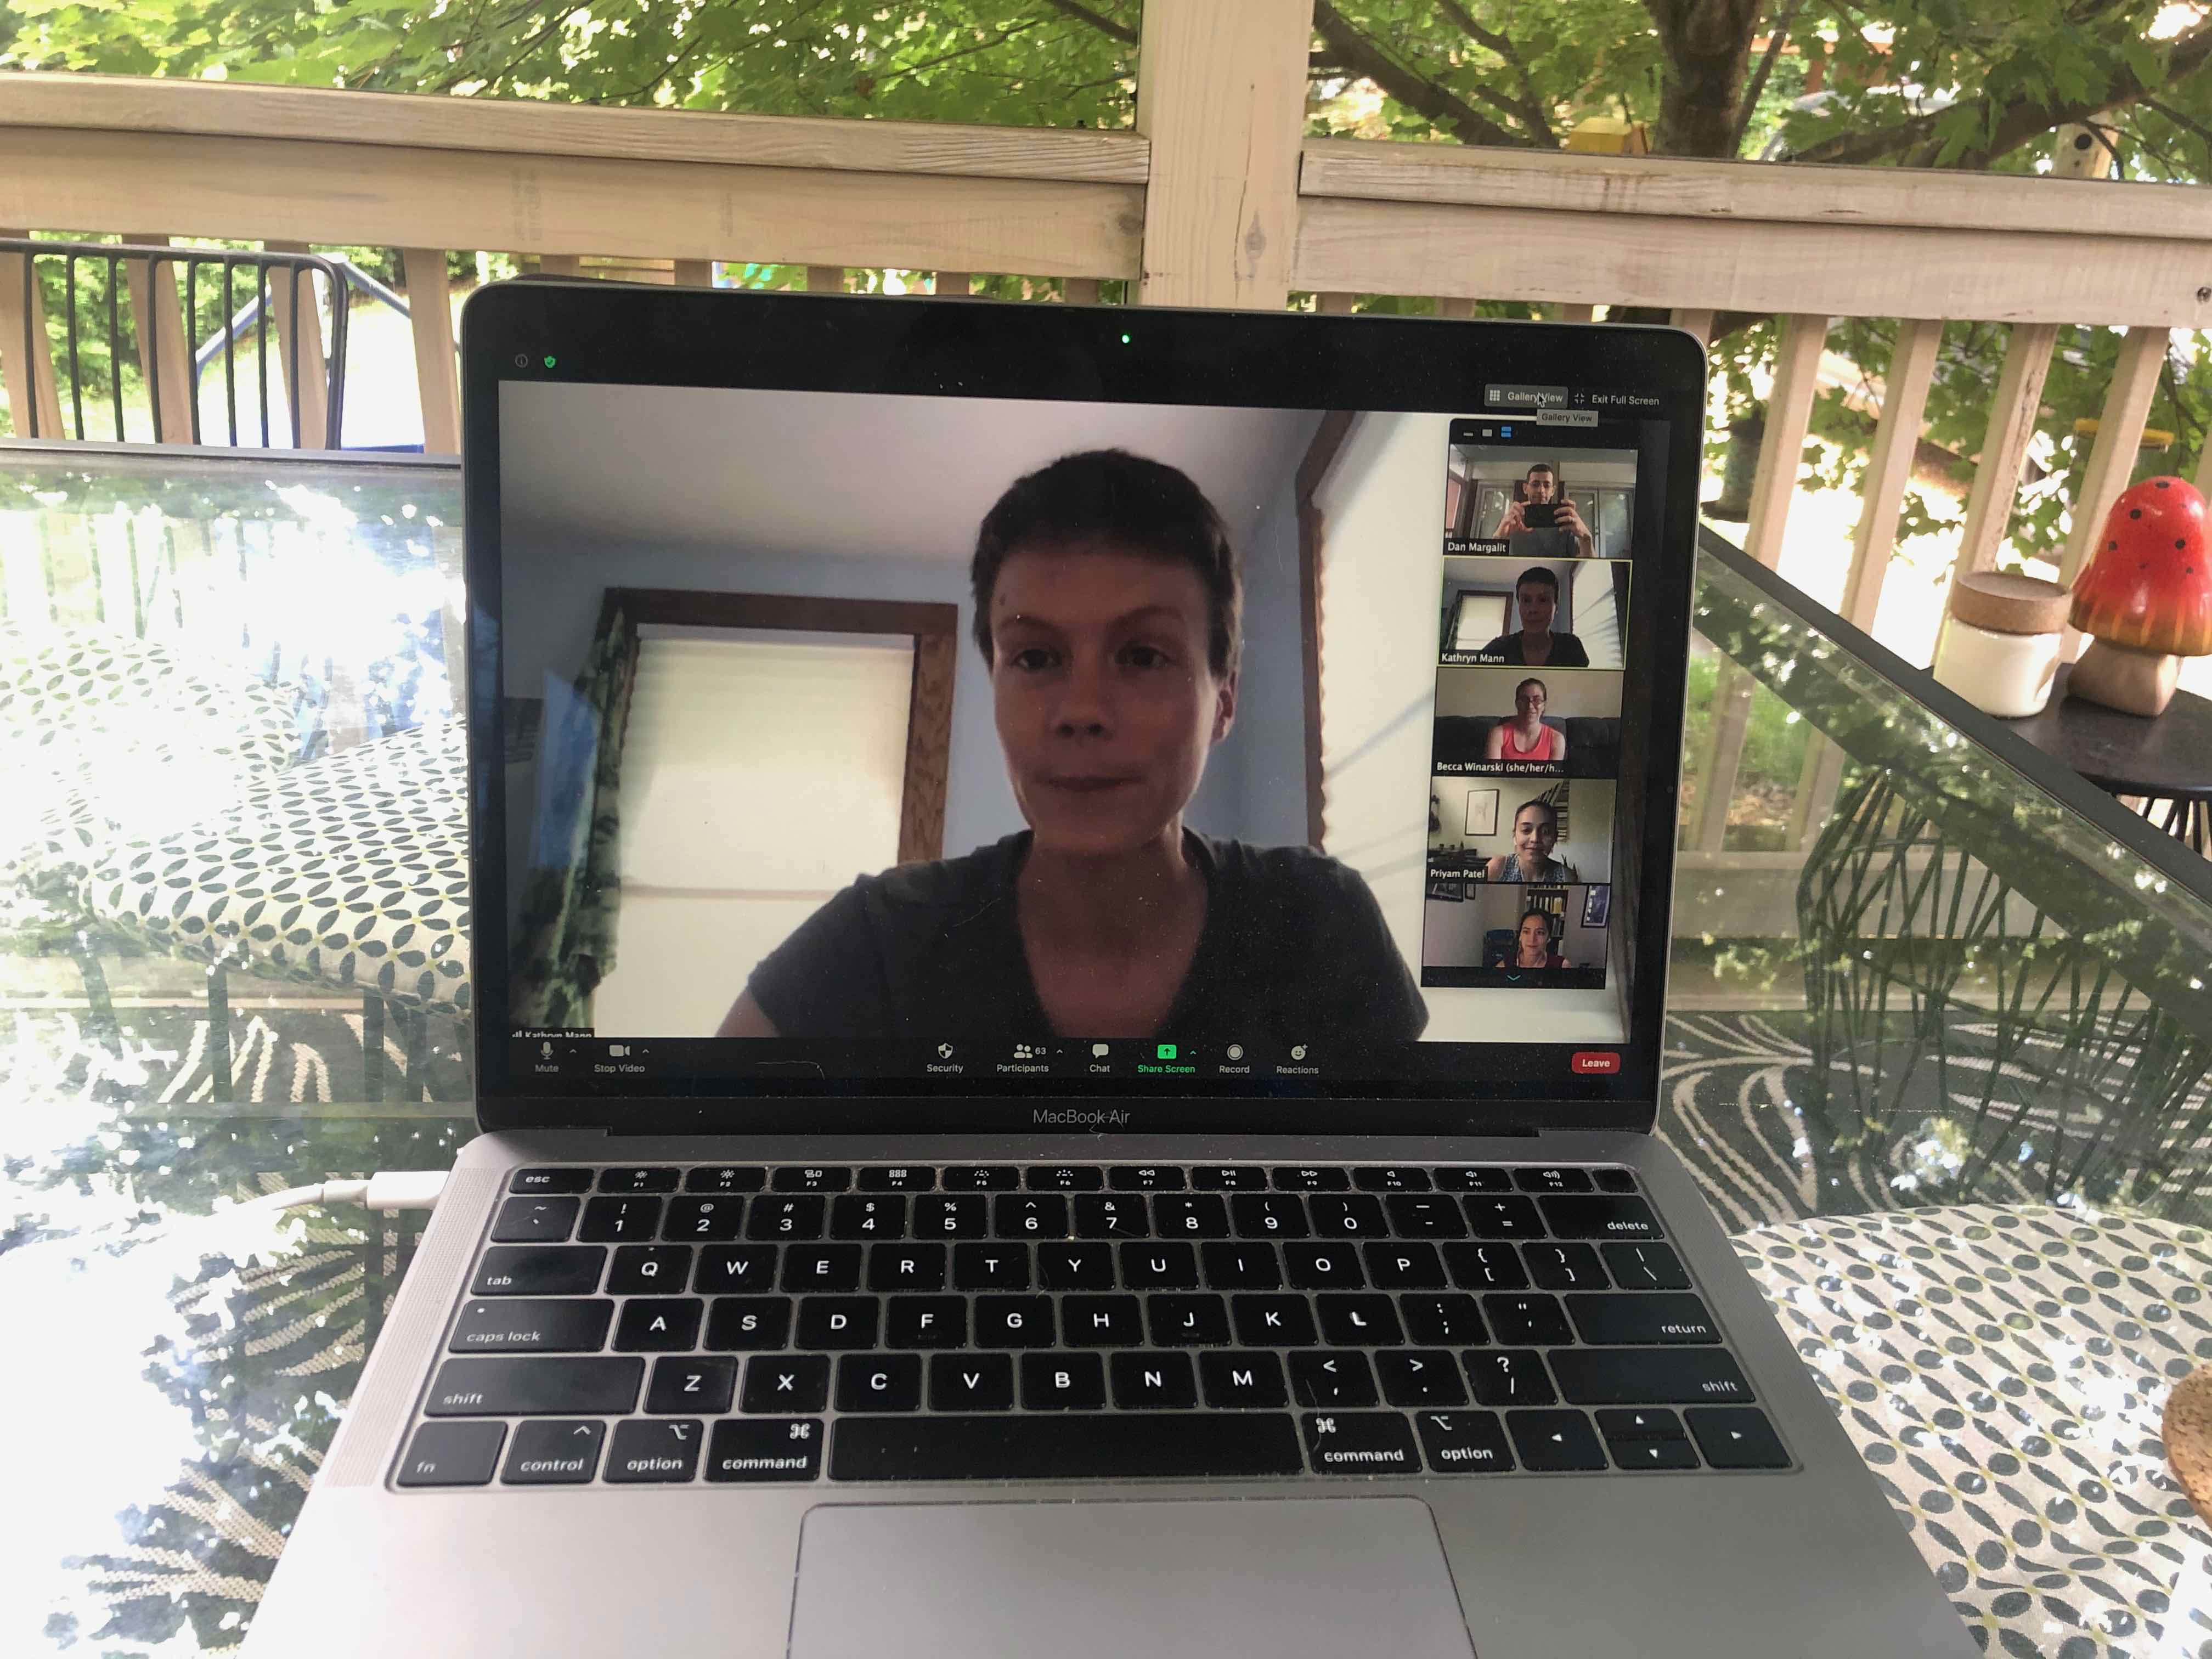 Gallery View
Exit Full Screen
Gallery View
Dan Margalit
Kathryn Mann
Becca Winarski (she/her/h...
Priyam Patel
Kathryn Mann
Mute
Stop Video
Security
Participants
63
Chat
Share Screen
Record
Reactions
Leave
MacBook Air
esc F1 F2 F3 F4 F5 F6 F7 F8 F9 F10 F11 F12
~ ! @ # $ % ^ & * ( ) — +
` 1 2 3 4 5 6 7 8 9 0 - = delete
tab Q W E R T Y U I O P { [ } ] | \
caps lock A S D F G H J K L : ; " ' return
shift Z X C V B N M < , > . ? / shift
fn control option command command option